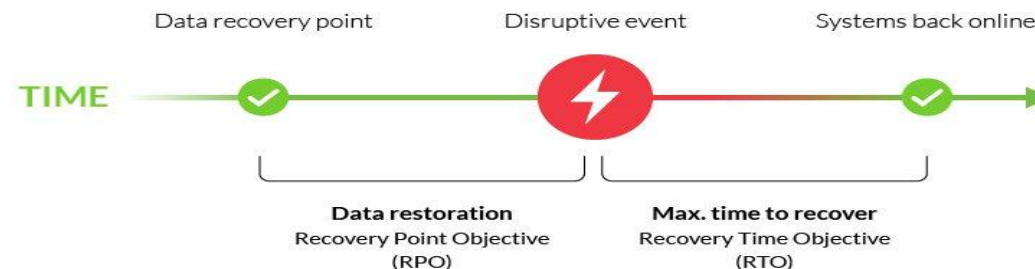 Data recovery point
Disruptive event
Systems back online
TIME
Data restoration
Recovery Point Objective
(RPO)
Max. time to recover
Recovery Time Objective
(RTO)